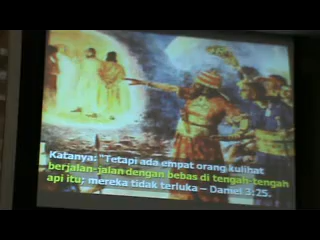 Katanya: "Tetapi ada empat orang kulihat
berjalan-jalan dengan bebas di tengah-tengah
api itu; mereka tidak terluka – Daniel 3:25.